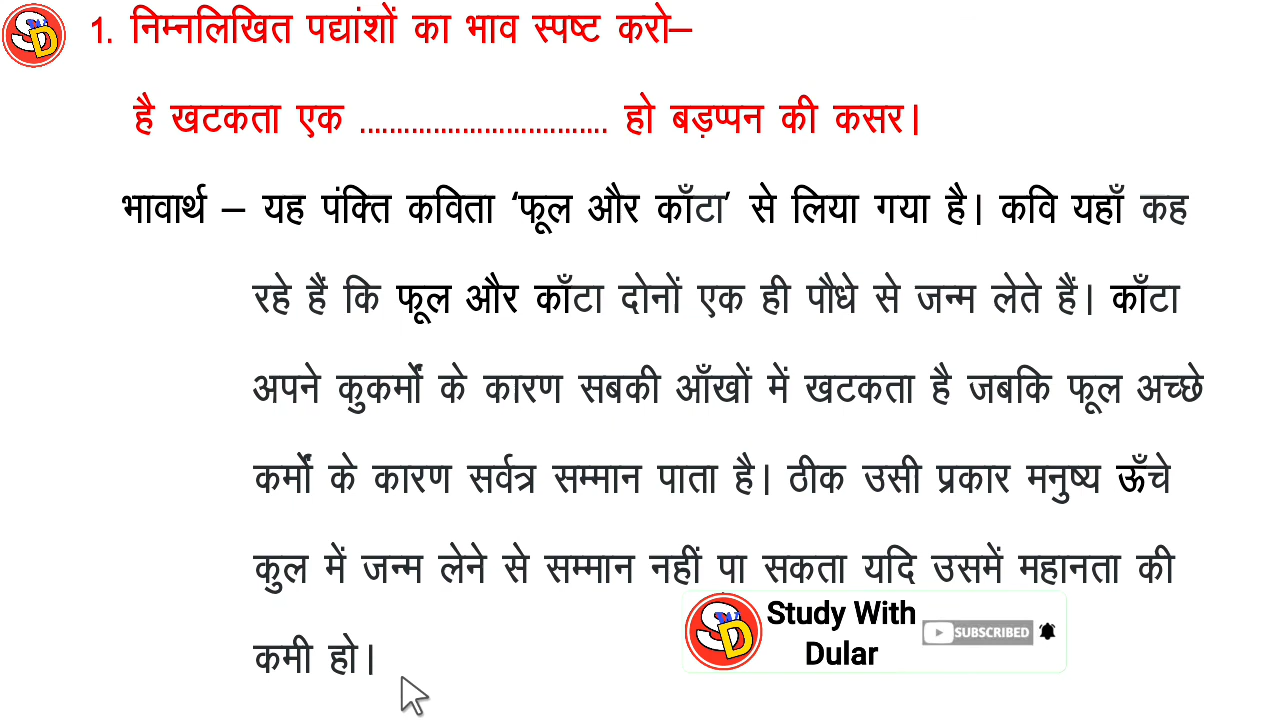 1. निम्नलिखित पद्यांशों का भाव स्पष्ट करो–
है खटकता एक .................................. हो बड़प्पन की कसर।
भावार्थ – यह पंक्ति कविता ‘फूल और काँटा’ से लिया गया है। कवि यहाँ कह
रहे हैं कि फूल और काँटा दोनों एक ही पौधे से जन्म लेते हैं। काँटा
अपने कुकर्मों के कारण सबकी आँखों में खटकता है जबकि फूल अच्छे
कर्मों के कारण सर्वत्र सम्मान पाता है। ठीक उसी प्रकार मनुष्य ऊँचे
कुल में जन्म लेने से सम्मान नहीं पा सकता यदि उसमें महानता की
कमी हो।
Study With
Dular
SUBSCRIBED